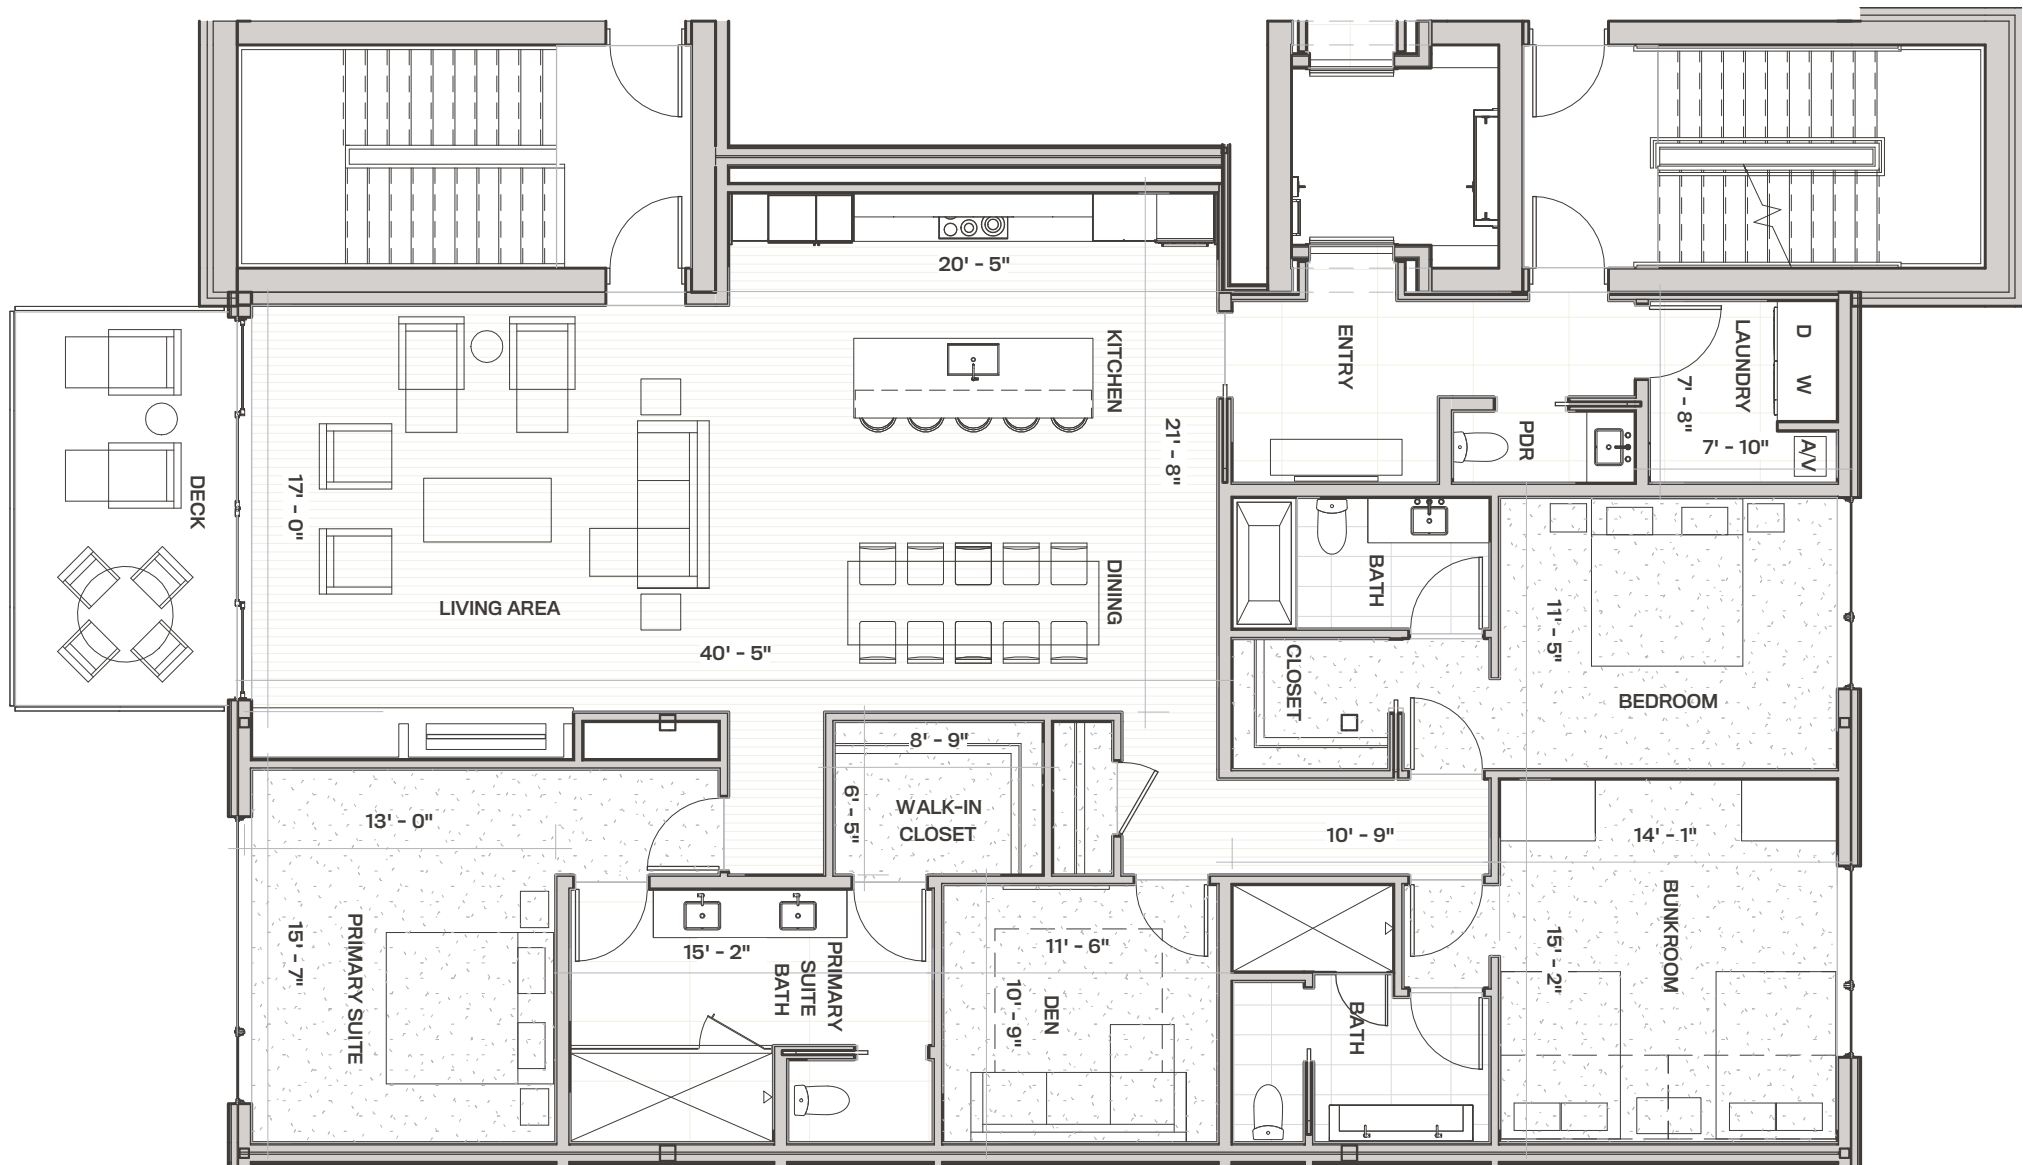 20' - 5"
KITCHEN
21' - 8"
ENTRY
LAUNDRY
D
W
7' - 8"
7' - 10"
A/V
PDR
DECK
17' - 0"
LIVING AREA
DINING
40' - 5"
BATH
CLOSET
11' - 5"
BEDROOM
8' - 9"
6' - 5"
WALK-IN
CLOSET
13' - 0"
10' - 9"
14' - 1"
15' - 7"
PRIMARY SUITE
15' - 2"
PRIMARY
SUITE
BATH
11' - 6"
10' - 9"
DEN
BATH
15' - 2"
BUNKROOM